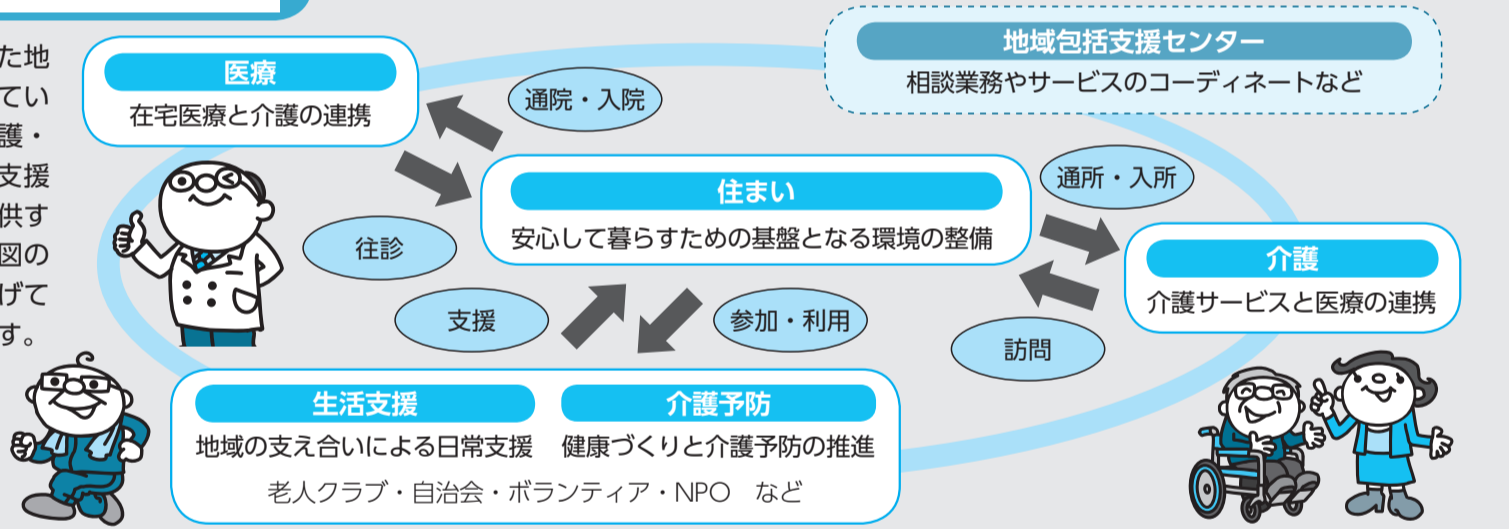 た地
てい
護・
支援
供す
図の
げて
す。
医療
在宅医療と介護の連携
通院・入院
地域包括支援センター
相談業務やサービスのコーディネートなど
往診
住まい
安心して暮らすための基盤となる環境の整備
通所・入所
介護
介護サービスと医療の連携
訪問
支援
参加・利用
生活支援
地域の支え合いによる日常支援
介護予防
健康づくりと介護予防の推進
老人クラブ・自治会・ボランティア・NPO など